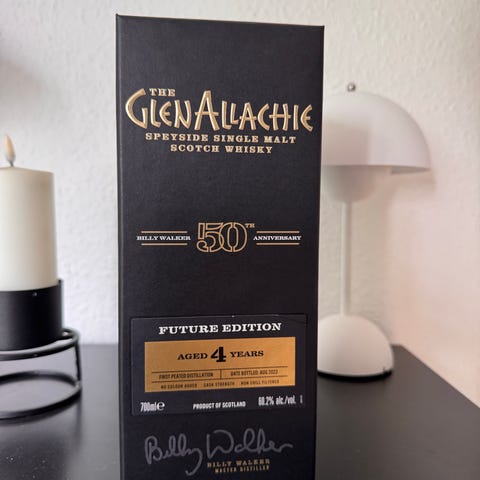 THE
GLENALLACHIE
SPEYSIDE SINGLE MALT
SCOTCH WHISKY
BILLY WALKER 50TH ANNIVERSARY
FUTURE EDITION
AGED 4 YEARS
FIRST PEATED DISTILLATION DATE BOTTLED: AUG 2022
NO COLOUR ADDED CASK STRENGTH NON CHILL FILTERED
700ml e PRODUCT OF SCOTLAND 60.2% alc./vol.
Billy Walker
BILLY WALKER
MASTER DISTILLER